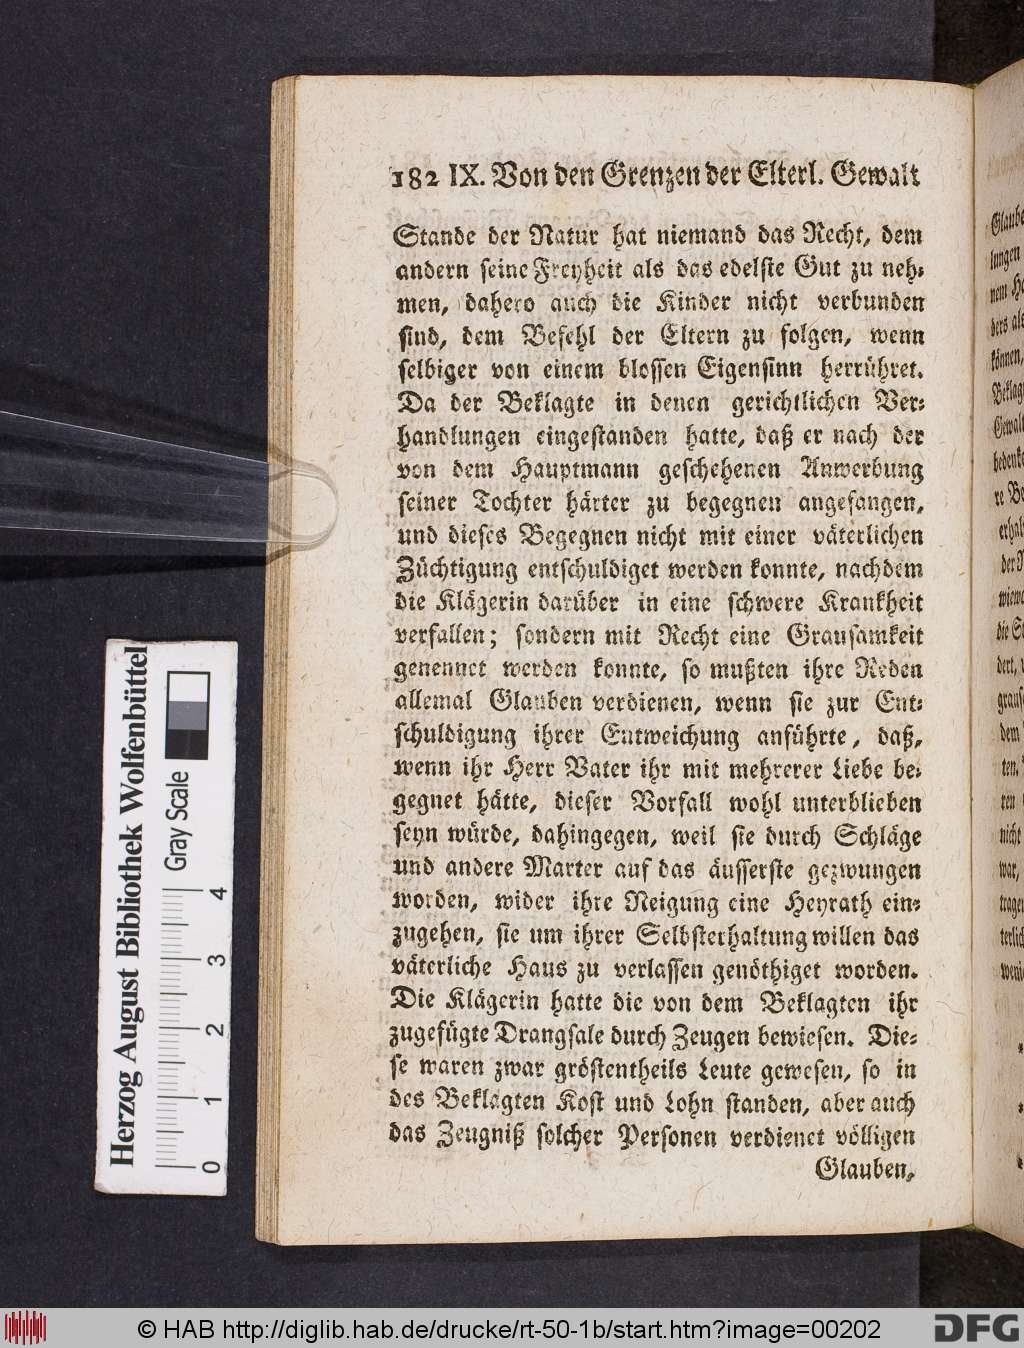 182 IX. Von den Grenzen der Elterl. Gewalt
Stande der Natur hat niemand das Recht, dem
andern seine Freyheit als das edelste Gut zu neh-
men, dahero auch die Kinder nicht verbunden
sind, dem Befehl der Eltern zu folgen, wenn
selbiger von einem blossen Eigensinn herrühret.
Da der Beklagte in denen gerichtlichen Ver-
handlungen eingestanden hatte, daß er nach der
von dem Hauptmann geschehenen Anwerbung
seiner Tochter härter zu begegnen angefangen,
und dieses Begegnen nicht mit einer väterlichen
Züchtigung entschuldiget werden konnte, nachdem
die Klägerin darüber in eine schwere Krankheit
verfallen; sondern mit Recht eine Grausamkeit
genennet werden konnte, so mußten ihre Reden
allemal Glauben verdienen, wenn sie zur Ent-
schuldigung ihrer Entweichung anführte, daß,
wenn ihr Herr Vater ihr mit mehrerer Liebe be-
gegnet hätte, dieser Vorfall wohl unterblieben
seyn würde, dahingegen, weil sie durch Schläge
und andere Marter auf das äusserste gezwungen
worden, wider ihre Neigung eine Heyrath ein-
zugehen, sie um ihrer Selbsterhaltung willen das
väterliche Haus zu verlassen genöthiget worden.
Die Klägerin hatte die von dem Beklagten ihr
zugefügte Drangsale durch Zeugen bewiesen. Die-
se waren zwar gröstentheils Leute gewesen, so in
des Beklagten Kost und Lohn standen, aber auch
das Zeugniß solcher Personen verdienet völligen
Glauben,
Glaube
lungen
nem
ders
können,
Gewalt
nicht
war,
Herzog August Bibliothek Wolfenbüttel
Gray Scale
0 1 2 3 4
© HAB http://diglib.hab.de/drucke/rt-50-1b/start.htm?image=00202
DFG